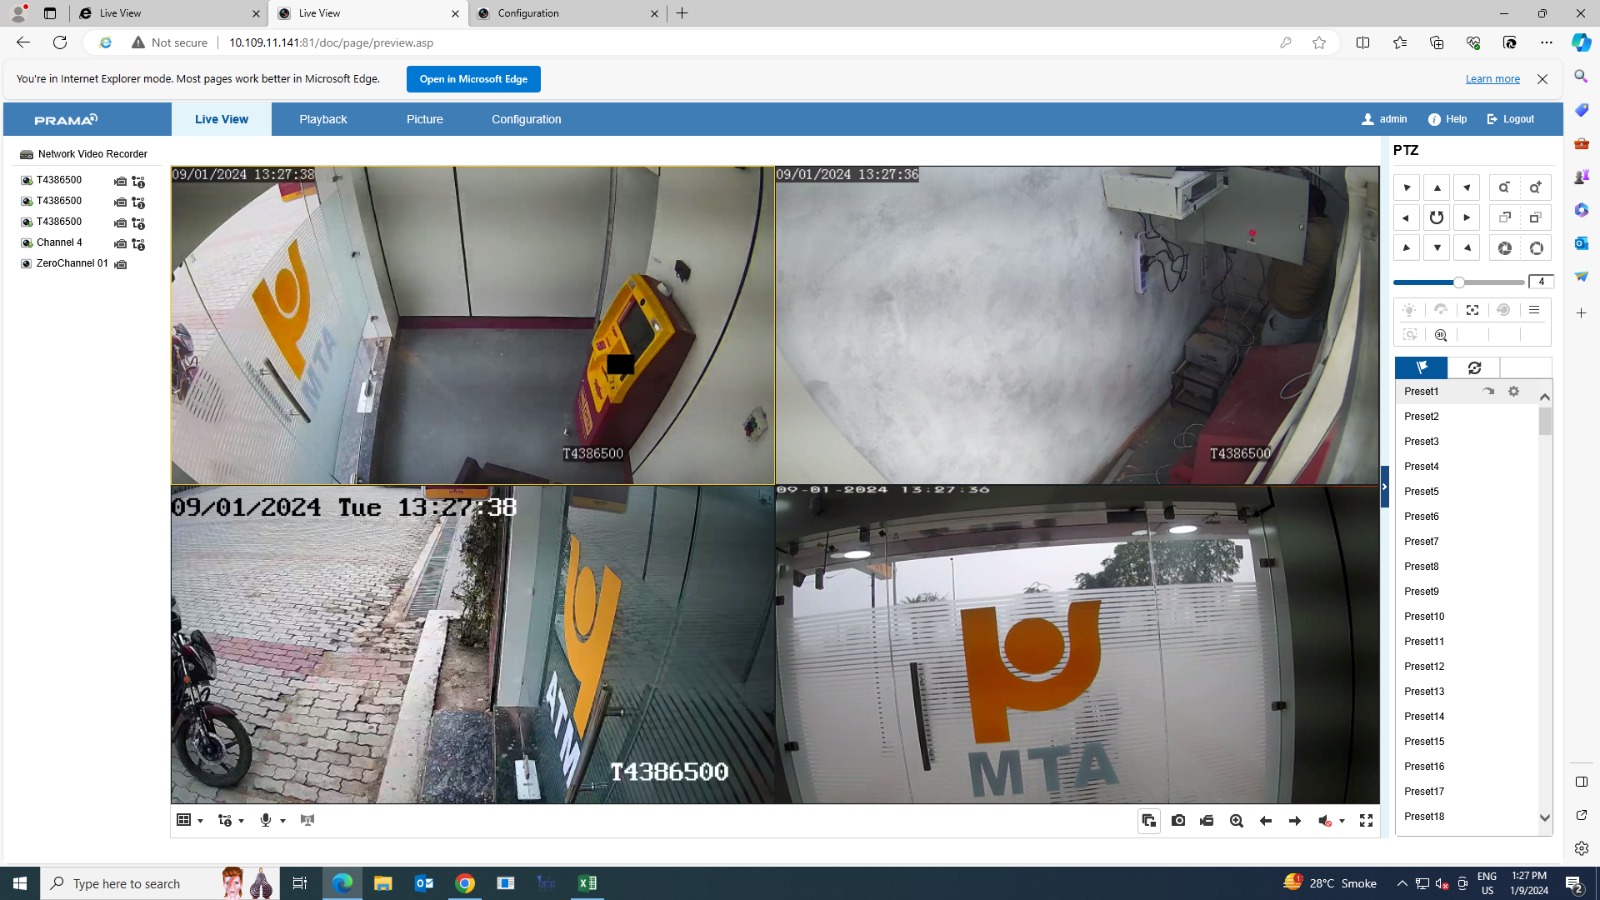 Live View
Live View
Configuration
Not secure
10.109.11.141:81/doc/page/preview.asp
You're in Internet Explorer mode. Most pages work better in Microsoft Edge.
Open in Microsoft Edge
Learn more
PRAMA
Live View
Playback
Picture
Configuration
admin
Help
Logout
Network Video Recorder
T4386500
T4386500
T4386500
Channel 4
ZeroChannel 01
09/01/2024 13:27:38
MTA
T4386500
09/01/2024 13:27:36
T4386500
09/01/2024 Tue 13:27:38
ATM
T4386500
09-01-2024 13:27:36
MTA
PTZ
4
Preset1
Preset2
Preset3
Preset4
Preset5
Preset6
Preset7
Preset8
Preset9
Preset10
Preset11
Preset12
Preset13
Preset14
Preset15
Preset16
Preset17
Preset18
Type here to search
28°C Smoke
ENG
US
1:27 PM
1/9/2024
2